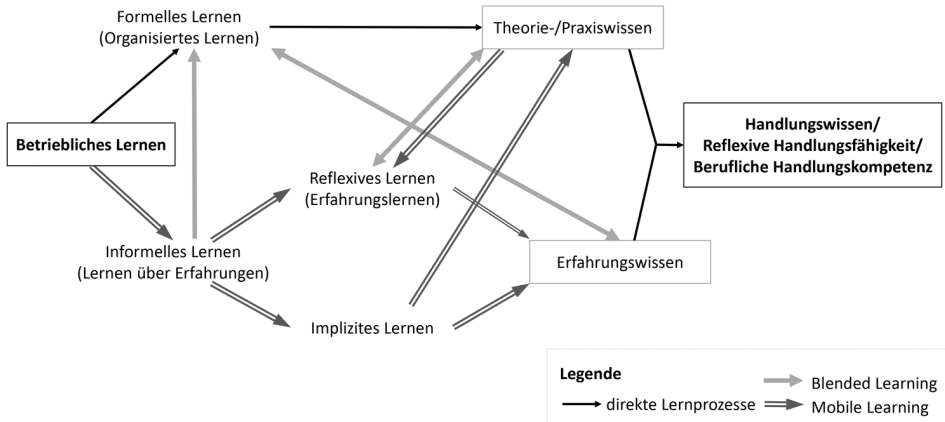 Formelles Lernen
(Organisiertes Lernen)
Theorie-/Praxiswissen
Betriebliches Lernen
Handlungswissen/
Reflexive Handlungsfähigkeit/
Berufliche Handlungskompetenz
Reflexives Lernen
(Erfahrungslernen)
Informelles Lernen
(Lernen über Erfahrungen)
Erfahrungswissen
Implizites Lernen
Legende
direkte Lernprozesse
Blended Learning
Mobile Learning